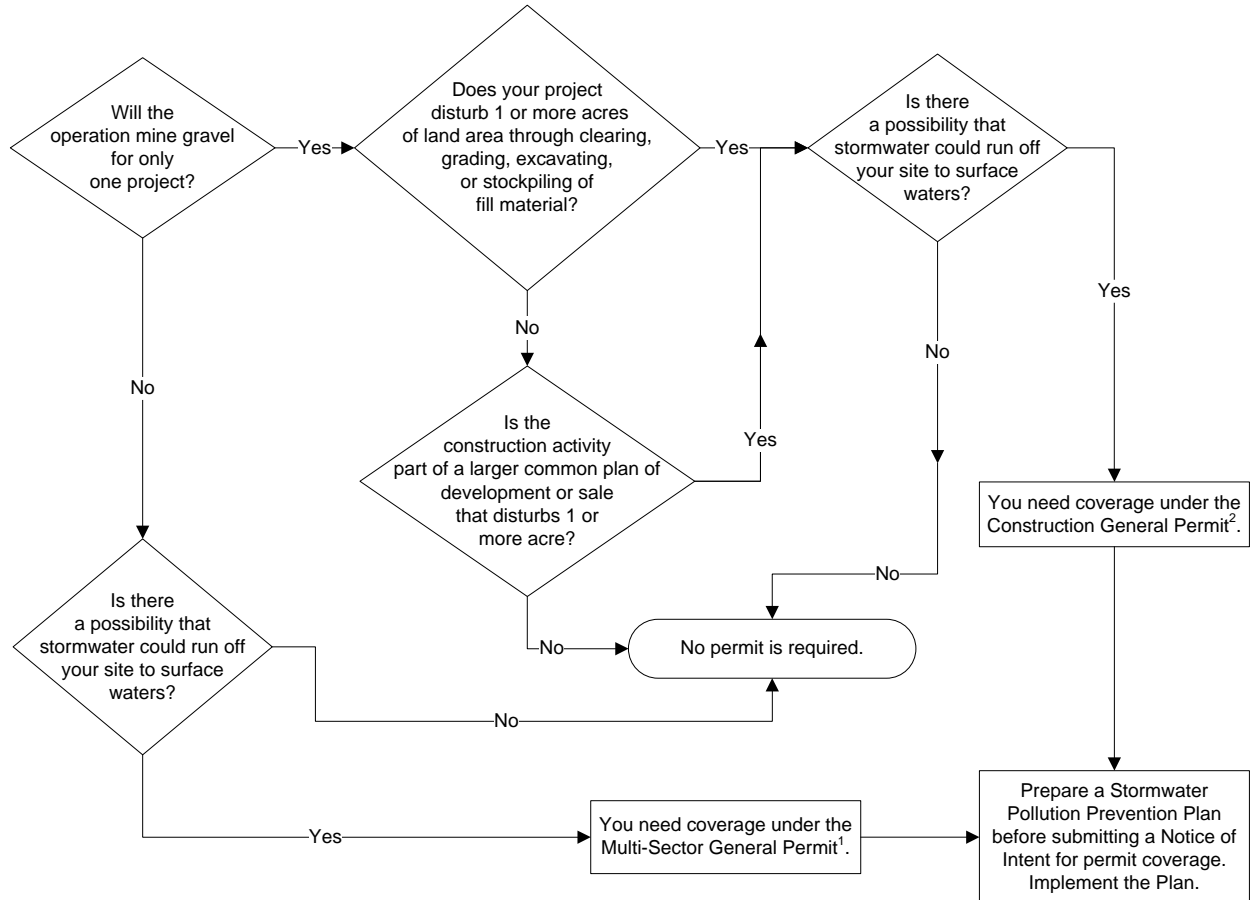 Will the
operation mine gravel
for only
one project?
Yes
Does your project
disturb 1 or more acres
of land area through clearing,
grading, excavating,
or stockpiling of
fill material?
Yes
Is there
a possibility that
stormwater could run off
your site to surface
waters?
Yes
No
No
No
Is the
construction activity
part of a larger common plan of
development or sale
that disturbs 1 or
more acre?
Yes
You need coverage under the
Construction General Permit².
No
Is there
a possibility that
stormwater could run off
your site to surface
waters?
No
No permit is required.
No
Yes
You need coverage under the
Multi-Sector General Permit¹.
Prepare a Stormwater
Pollution Prevention Plan
before submitting a Notice of
Intent for permit coverage.
Implement the Plan.